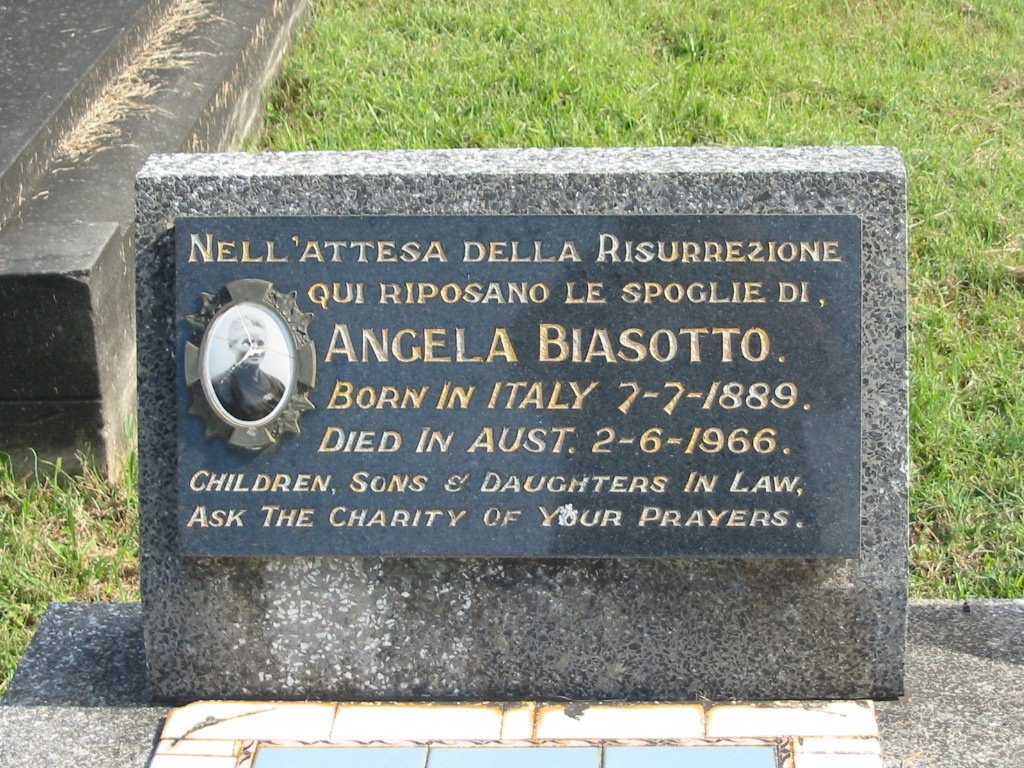 NELL'ATTESA DELLA RISURREZIONE
QUI RIPOSANO LE SPOGLIE DI,
ANGELA BIASOTTO.
BORN IN ITALY 7-7-1889.
DIED IN AUST. 2-6-1966.
CHILDREN, SONS & DAUGHTERS IN LAW,
ASK THE CHARITY OF YOUR PRAYERS.